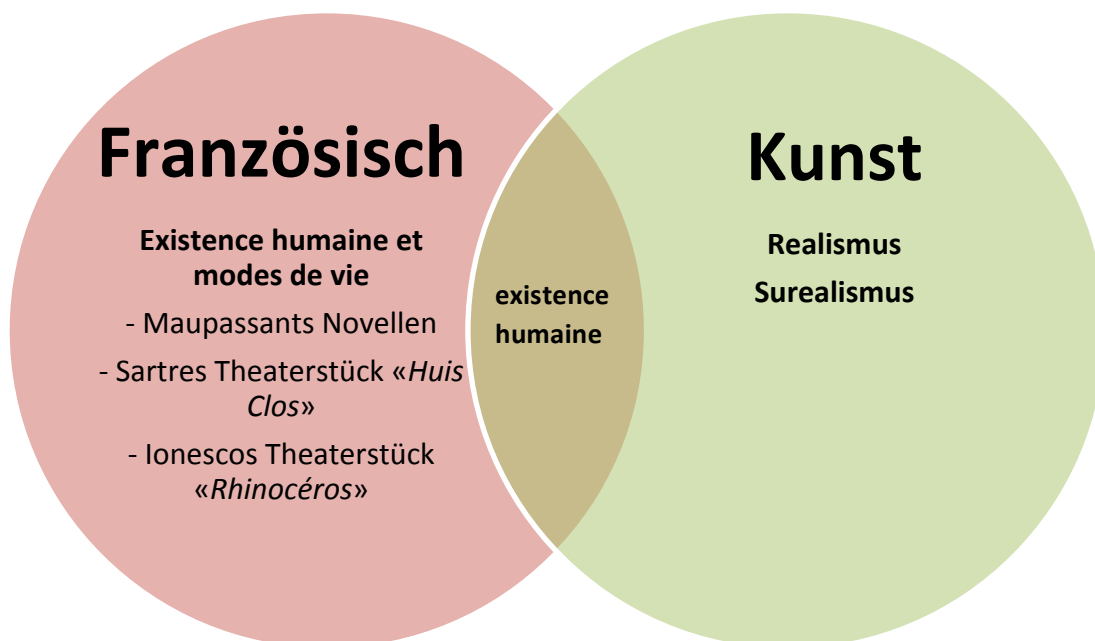 Französisch
Existence humaine et
modes de vie
- Maupassants Novellen
- Sartres Theaterstück «Huis
Clos»
- Ionescos Theaterstück
«Rhinocéros»
existence
humaine
Kunst
Realismus
Surealismus